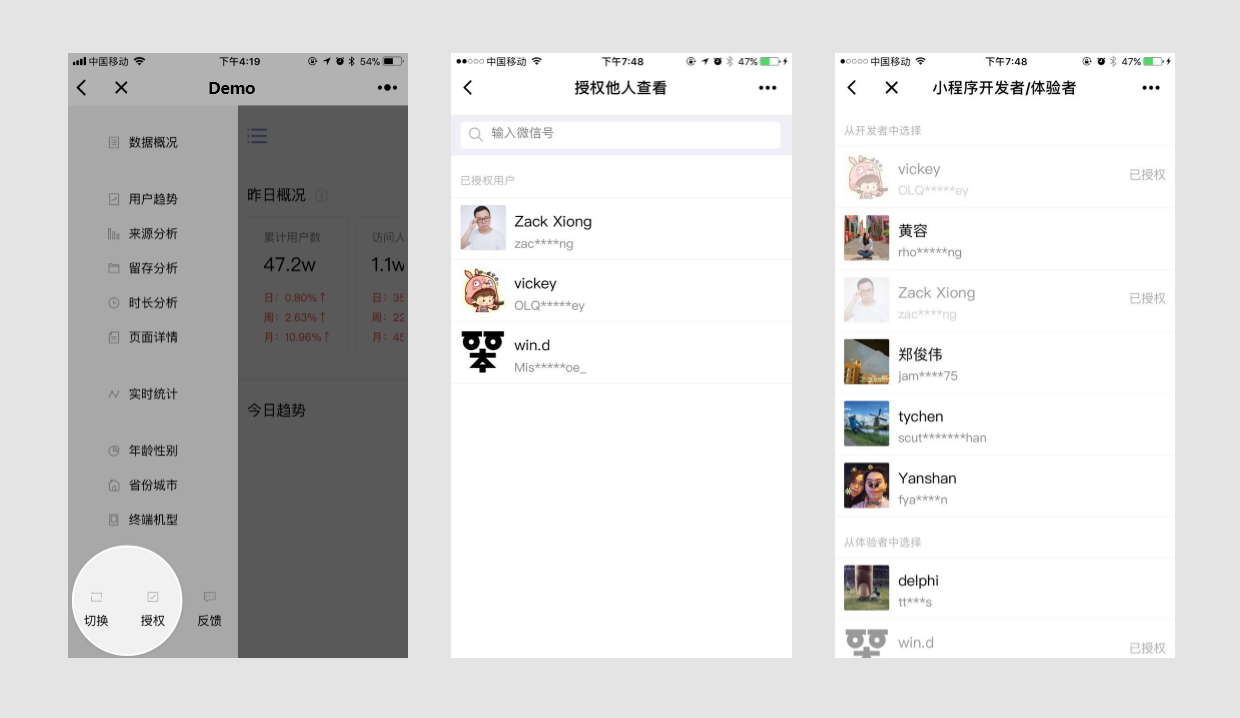 中国移动 下午4:19 54%
Demo
数据概况
用户趋势
来源分析
留存分析
时长分析
页面详情
实时统计
年龄性别
省份城市
终端机型
切换 授权 反馈
昨日概况
累计用户数 访问人
47.2w 1.1w
日: 0.80%↑ 日: 35
周: 2.63%↑ 周: 22
月: 10.96%↑ 月: 45
今日趋势
中国移动 下午7:48 47%
授权他人查看
输入微信号
已授权用户
Zack Xiong
zac****ng
vickey
OLQ*****ey
win.d
Mis*****oe_
中国移动 下午7:48 47%
小程序开发者/体验者
从开发者中选择
vickey
OLQ*****ey
已授权
黄容
rho*****ng
Zack Xiong
zac****ng
已授权
郑俊伟
jam****75
tychen
scut*******han
Yanshan
fya****n
从体验者中选择
delphi
tt***s
win.d
已授权